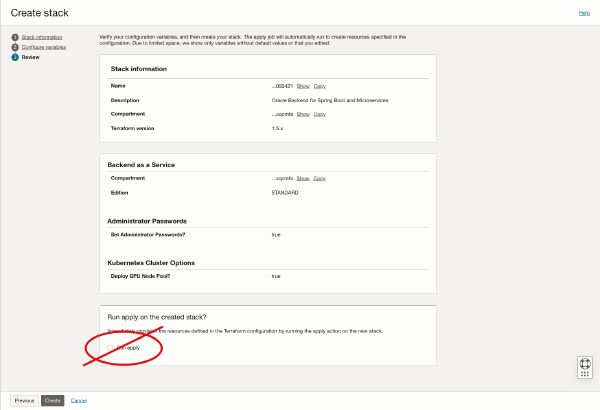 Create stack
Help
1 Stack information
2 Configure variables
3 Review
Verify your configuration variables, and then create your stack. The apply job will automatically run to create resources specified in the
configuration. Due to limited space, we show only variables without default values or that you edited.
Stack information
Name ...093421 Show Copy
Description Oracle Backend for Spring Boot and Microservices
Compartment ...xqcmfa Show Copy
Terraform version 1.5.x
Backend as a Service
Compartment ...xqcmfa Show Copy
Edition STANDARD
Administrator Passwords
Set Administrator Passwords? true
Kubernetes Cluster Options
Deploy GPU Node Pool? true
Run apply on the created stack?
Immediately provision the resources defined in the Terraform configuration by running the apply action on the new stack.
Run apply
Previous Create Cancel